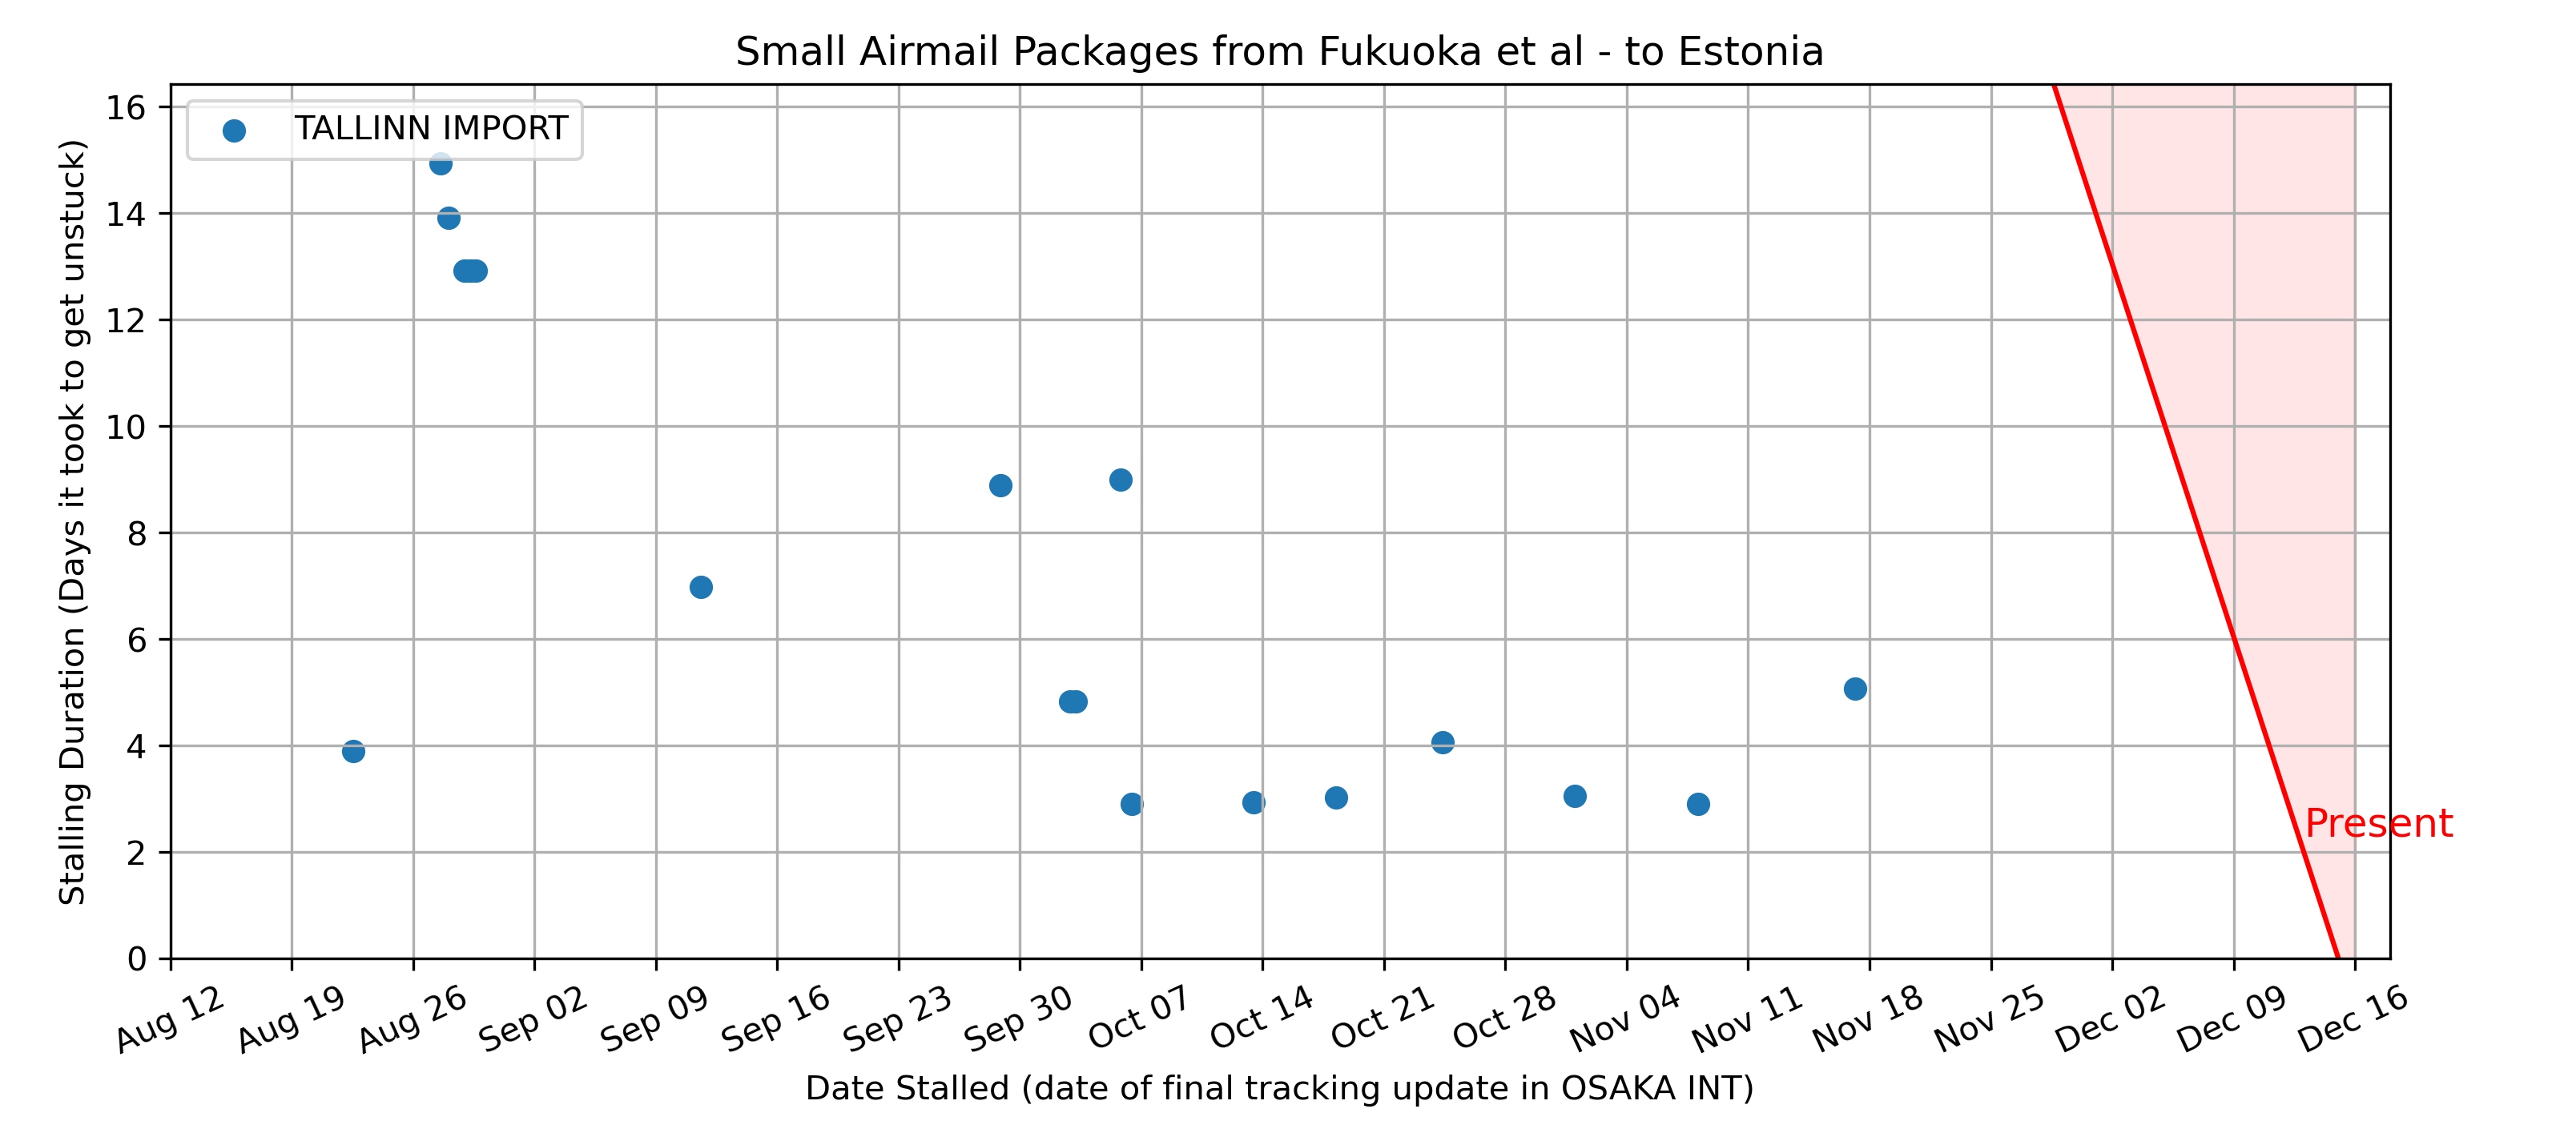 Small Airmail Packages from Fukuoka et al - to Estonia
TALLINN IMPORT
Stalling Duration (Days it took to get unstuck)
16
14
12
10
8
6
4
2
0
Present
Aug 12 Aug 19 Aug 26 Sep 02 Sep 09 Sep 16 Sep 23 Sep 30 Oct 07 Oct 14 Oct 21 Oct 28 Nov 04 Nov 11 Nov 18 Nov 25 Dec 02 Dec 09 Dec 16
Date Stalled (date of final tracking update in OSAKA INT)